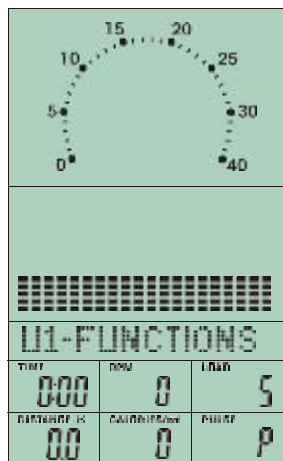 15 20
10 25
5 30
0 40
U1-FUNCTIONS
TIME RPM LOAD
0:00 0 5
DISTANCE K CALORIES/ PULSE
0.0 0 P